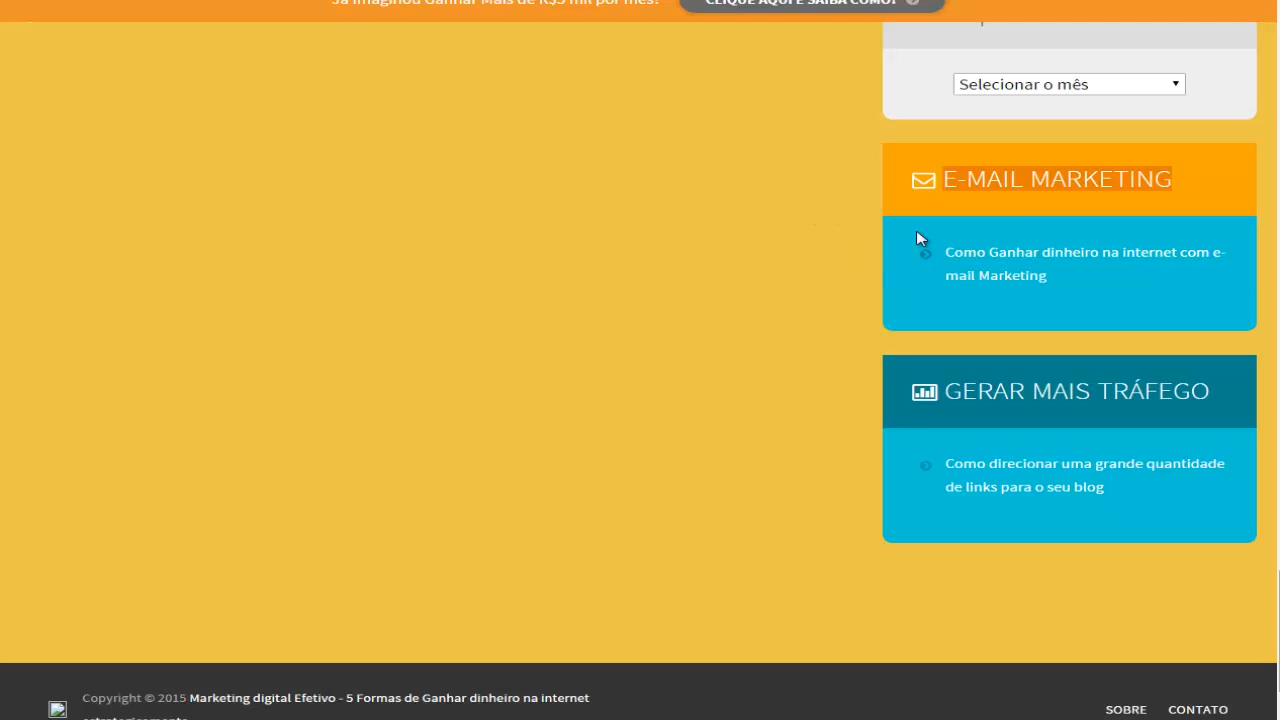 Já imaginou Ganhar Mais de R$5 mil por mês?
CLIQUE AQUI E SAIBA COMO!
Selecionar o mês
E-MAIL MARKETING
Como Ganhar dinheiro na internet com e-
mail Marketing
GERAR MAIS TRÁFEGO
Como direcionar uma grande quantidade
de links para o seu blog
Copyright © 2015 Marketing digital Efetivo - 5 Formas de Ganhar dinheiro na internet
estrategicamente
SOBRE
CONTATO